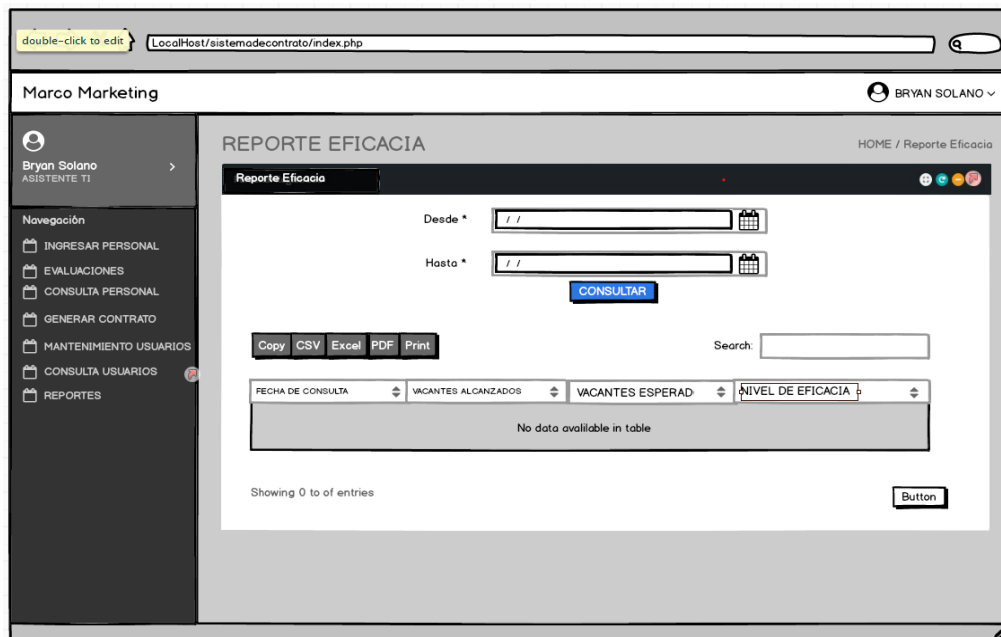 double-click to edit
LocalHost/sistemadecontrato/index.php
Marco Marketing
BRYAN SOLANO
Bryan Solano
ASISTENTE TI
Navegación
INGRESAR PERSONAL
EVALUACIONES
CONSULTA PERSONAL
GENERAR CONTRATO
MANTENIMIENTO USUARIOS
CONSULTA USUARIOS
REPORTES
REPORTE EFICACIA
HOME / Reporte Eficacia
Reporte Eficacia
Desde *
/ /
Hasta *
/ /
CONSULTAR
Copy CSV Excel PDF Print
Search:
FECHA DE CONSULTA VACANTES ALCANZADOS VACANTES ESPERAD NIVEL DE EFICACIA
No data avalilable in table
Showing 0 to of entries
Button